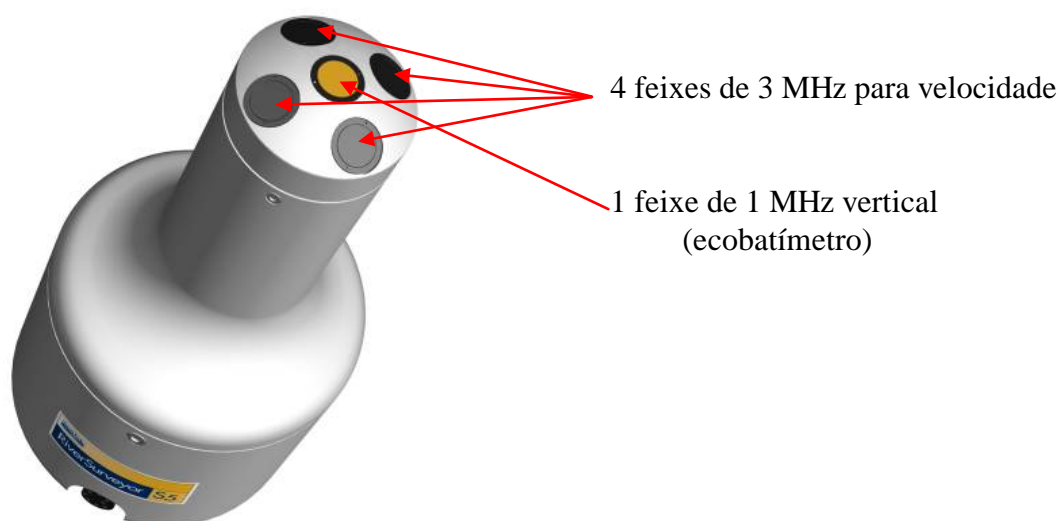 4 feixes de 3 MHz para velocidade
1 feixe de 1 MHz vertical
(ecobatímetro)
RiverSurveyor
S5